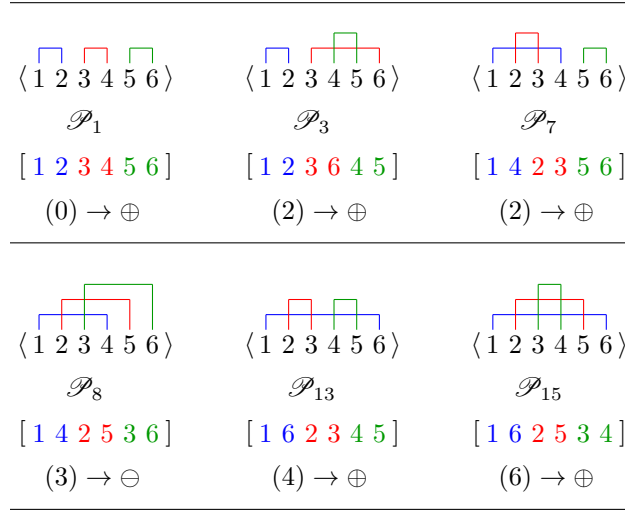 ⟨ 1 2 3 4 5 6 ⟩ ⟨ 1 2 3 4 5 6 ⟩ ⟨ 1 2 3 4 5 6 ⟩
𝒫₁ 𝒫₃ 𝒫₇
[ 1 2 3 4 5 6 ] [ 1 2 3 6 4 5 ] [ 1 4 2 3 5 6 ]
(0) → ⊕ (2) → ⊕ (2) → ⊕
⟨ 1 2 3 4 5 6 ⟩ ⟨ 1 2 3 4 5 6 ⟩ ⟨ 1 2 3 4 5 6 ⟩
𝒫₈ 𝒫₁₃ 𝒫₁₅
[ 1 4 2 5 3 6 ] [ 1 6 2 3 4 5 ] [ 1 6 2 5 3 4 ]
(3) → ⊖ (4) → ⊕ (6) → ⊕